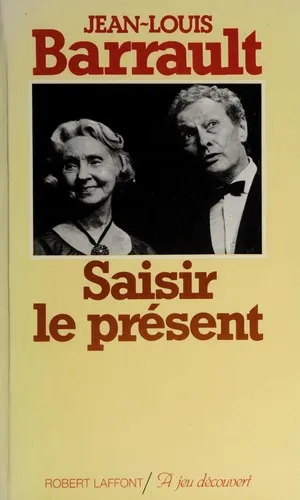 JEAN-LOUIS
Barrault
Saisir
le présent
ROBERT LAFFONT / A jeu découvert